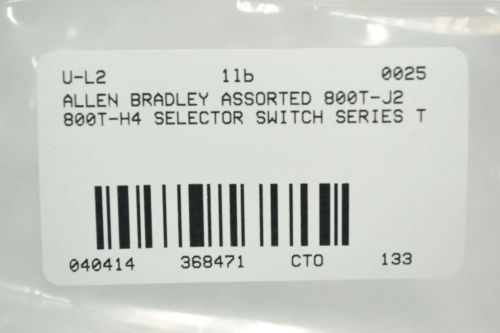 U-L2 1lb 0025
ALLEN BRADLEY ASSORTED 800T-J2
800T-H4 SELECTOR SWITCH SERIES T
040414 368471 CTO 133